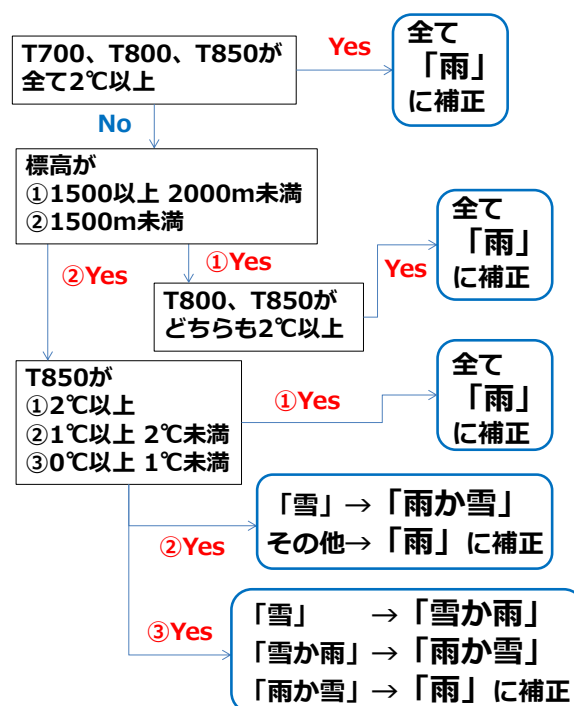 T700、T800、T850が
全て2℃以上
Yes
全て
「雨」
に補正
No
標高が
①1500以上 2000m未満
②1500m未満
②Yes
①Yes
T800、T850が
どちらも2℃以上
Yes
全て
「雨」
に補正
T850が
①2℃以上
②1℃以上 2℃未満
③0℃以上 1℃未満
①Yes
全て
「雨」
に補正
②Yes
「雪」→「雨か雪」
その他→「雨」に補正
③Yes
「雪」 →「雪か雨」
「雪か雨」→「雨か雪」
「雨か雪」→「雨」に補正